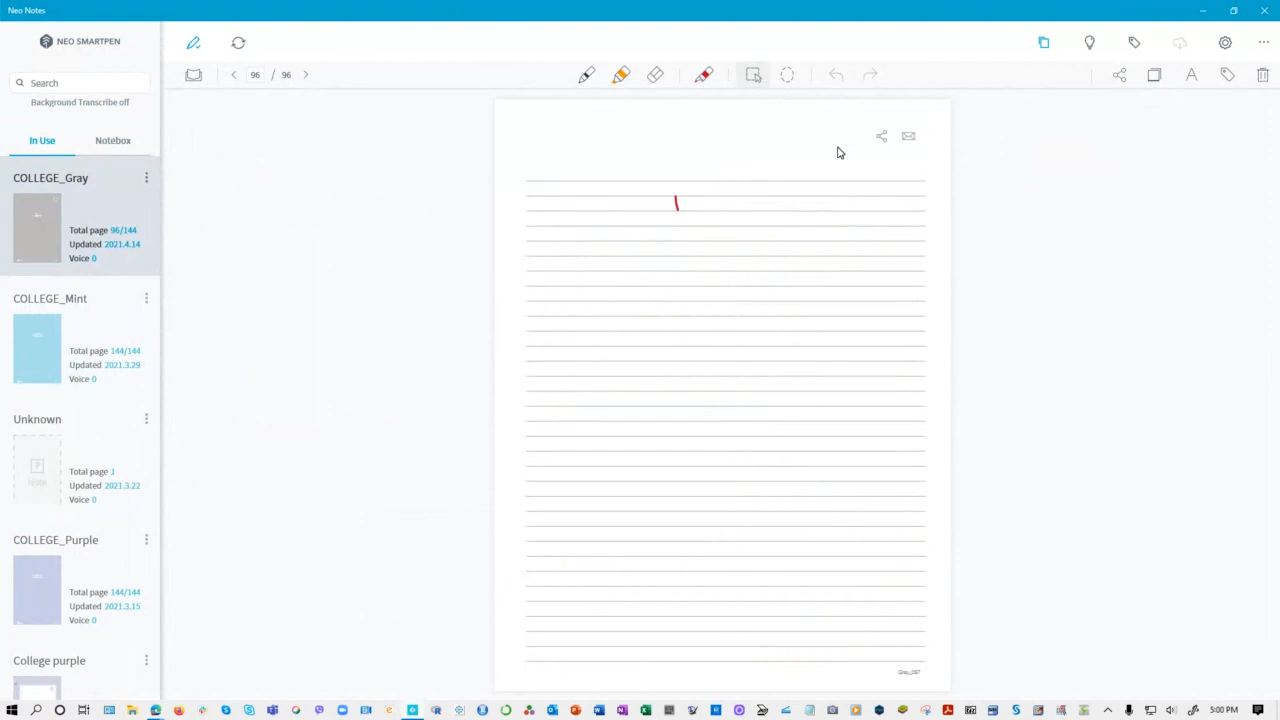 Neo Notes
NEO SMARTPEN
Search
Background Transcribe off
In Use
Notebox
96 / 96
COLLEGE_Gray
Total page 96/144
Updated 2021.4.14
Voice 0
COLLEGE_Mint
Total page 144/144
Updated 2021.3.29
Voice 0
Unknown
Total page 1
Updated 2021.3.22
Voice 0
COLLEGE_Purple
Total page 144/144
Updated 2021.3.15
Voice 0
College purple
5:00 PM